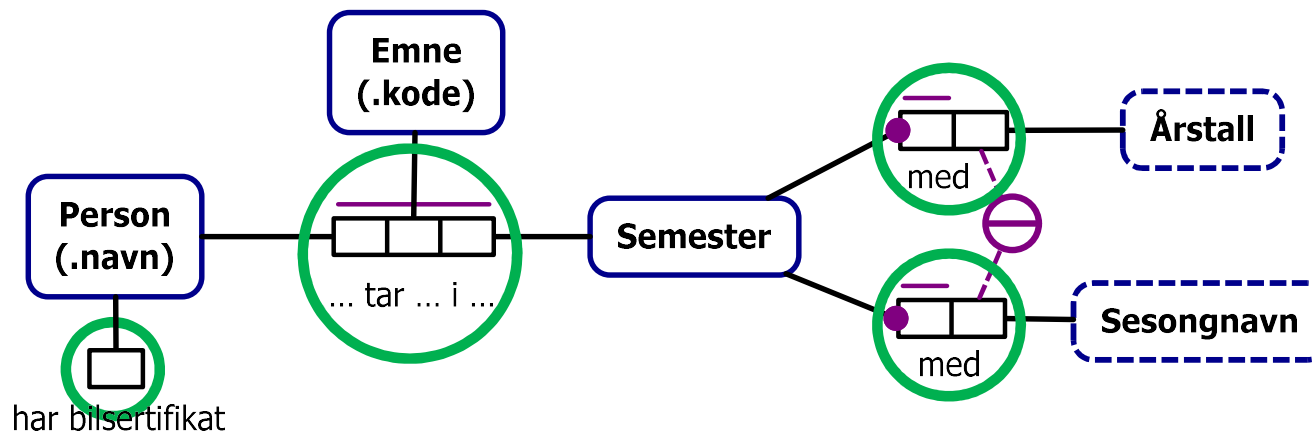 Emne
(.kode)
Person
(.navn)
... tar ... i ...
har bilsertifikat
Semester
med
Årstall
med
Sesongnavn